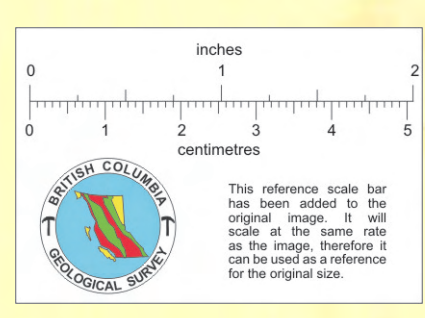 inches
0 1 2
0 1 2 3 4 5
centimetres
BRITISH COLUMBIA
GEOLOGICAL SURVEY
This reference scale bar
has been added to the
original image. It will
scale at the same rate
as the image, therefore it
can be used as a reference
for the original size.